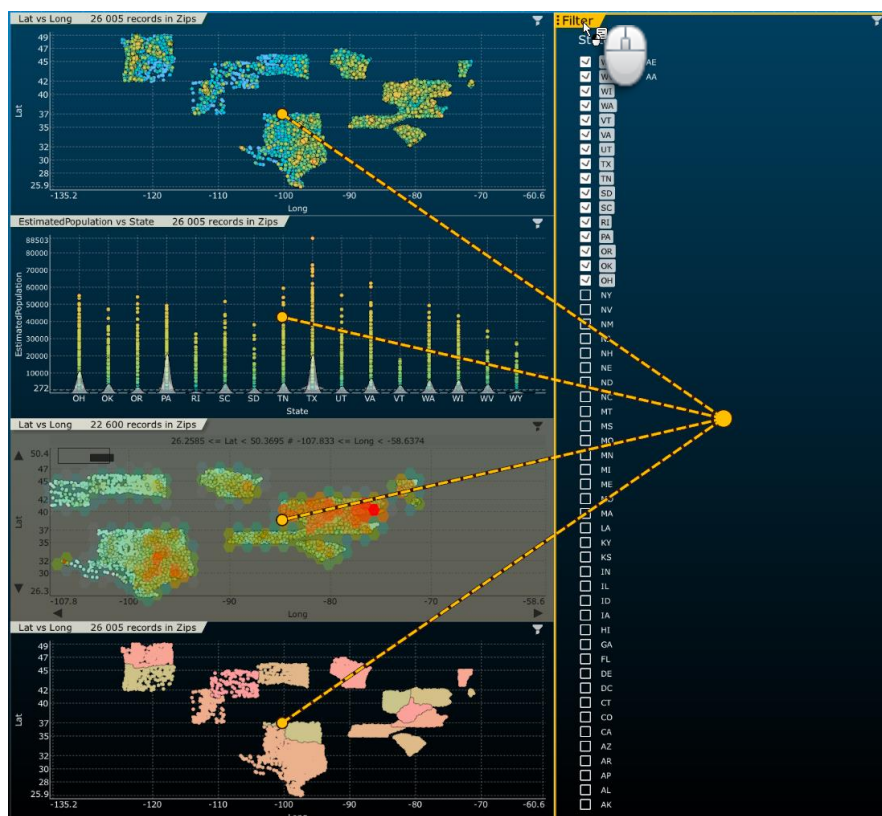 Lat vs Long 26 005 records in Zips
49
47
45
42
40
37
35
32
30
28
25.9
Lat
-135.2 -120 -110 -100 -90 -80 -70 -60.6
Long
EstimatedPopulation vs State 26 005 records in Zips
88503
80000
70000
60000
50000
40000
30000
20000
10000
272
EstimatedPopulation
OH OK OR PA RI SC SD TN TX UT VA VT WA WI WV WY
State
Lat vs Long 22 600 records in Zips
26.2585 <= Lat < 50.3695 # -107.833 <= Long < -58.6374
50.4
47
45
42
40
37
35
32
30
26.3
Lat
-107.8 -100 -90 -80 -70 -58.6
Long
Lat vs Long 26 005 records in Zips
49
47
45
42
40
37
35
32
30
28
25.9
Lat
-135.2 -120 -110 -100 -90 -80 -70 -60.6
Long
Filter
AE
AA
WI
WA
VT
VA
UT
TX
TN
SD
SC
RI
PA
OR
OK
OH
NY
NV
NM
NH
NE
ND
NC
MT
MS
MO
MN
MI
ME
MA
LA
KY
KS
IN
IL
ID
IA
HI
GA
FL
DE
DC
CT
CO
CA
AZ
AR
AP
AL
AK